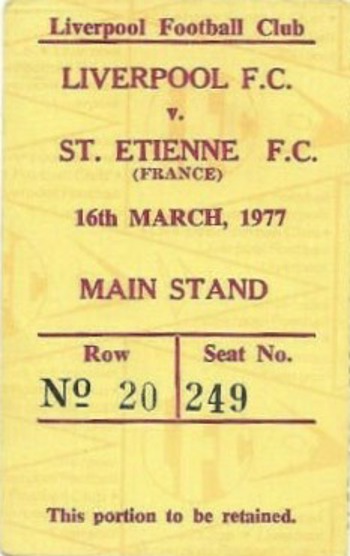 Liverpool Football Club
LIVERPOOL F.C.
v.
ST. ETIENNE F.C.
(FRANCE)
16th MARCH, 1977
MAIN STAND
Row Seat No.
Nº 20 249
This portion to be retained.